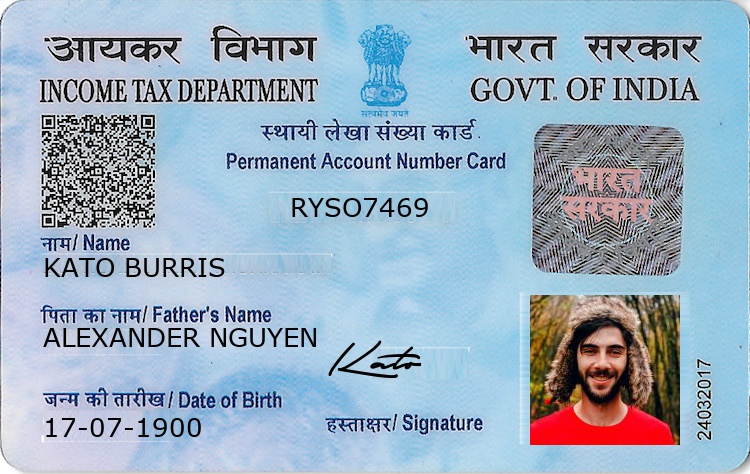 आयकर विभाग
INCOME TAX DEPARTMENT
भारत सरकार
GOVT. OF INDIA
सत्यमेव जयते
स्थायी लेखा संख्या कार्ड
Permanent Account Number Card
RYSO7469
भारत
सरकार
नाम/ Name
KATO BURRIS
पिता का नाम/ Father's Name
ALEXANDER NGUYEN
Kato
जन्म की तारीख / Date of Birth
17-07-1900
हस्ताक्षर/ Signature
24032017